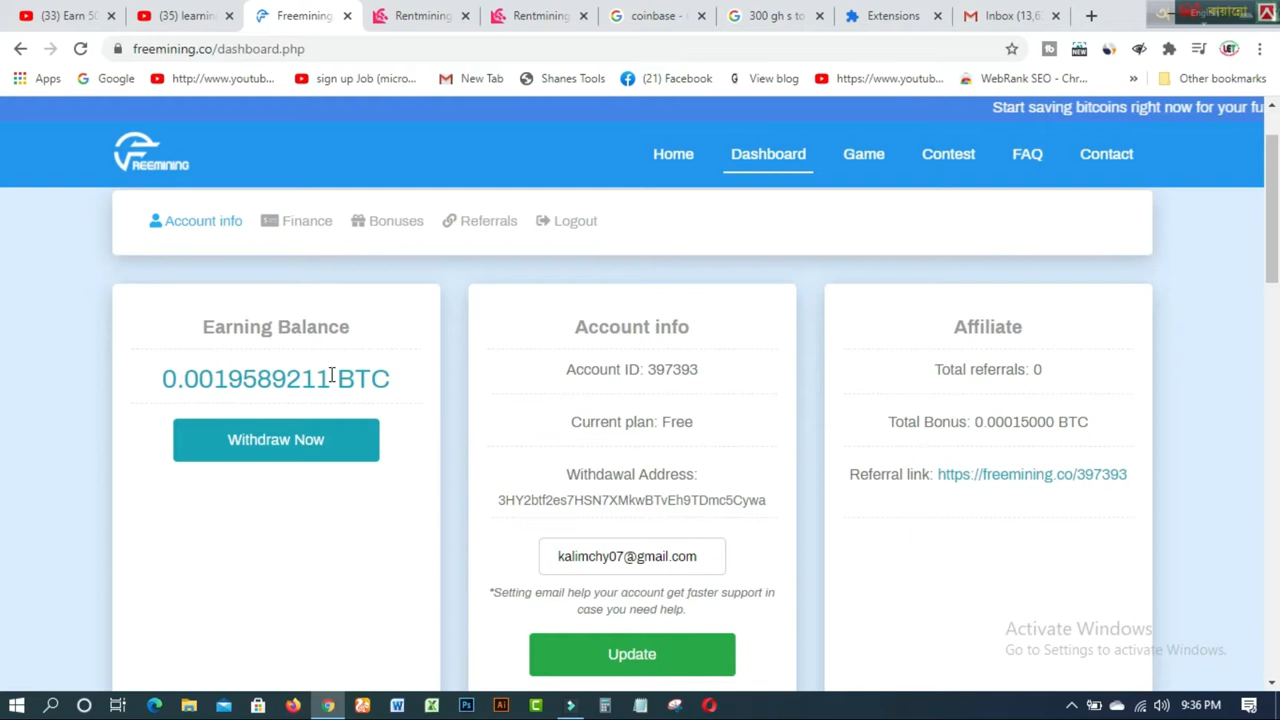 (33) Earn 50
(35) learnin
Freemining
Rentmining
Rentmining
coinbase -
300 gh s to
Extensions
Inbox (13,6
freemining.co/dashboard.php
Apps
Google
http://www.youtub...
sign up Job (micro...
New Tab
Shanes Tools
(21) Facebook
View blog
https://www.youtub...
WebRank SEO - Chr...
»
Other bookmarks
Start saving bitcoins right now for your fu
FREEMINING
Home
Dashboard
Game
Contest
FAQ
Contact
Account info
Finance
Bonuses
Referrals
Logout
Earning Balance
0.0019589211 BTC
Withdraw Now
Account info
Account ID: 397393
Current plan: Free
Withdawal Address:
3HY2btf2es7HSN7XMkwBTvEh9TDmc5Cywa
kalimchy07@gmail.com
*Setting email help your account get faster support in
case you need help.
Update
Affiliate
Total referrals: 0
Total Bonus: 0.00015000 BTC
Referral link: https://freemining.co/397393
Activate Windows
Go to Settings to activate Windows.
9:36 PM